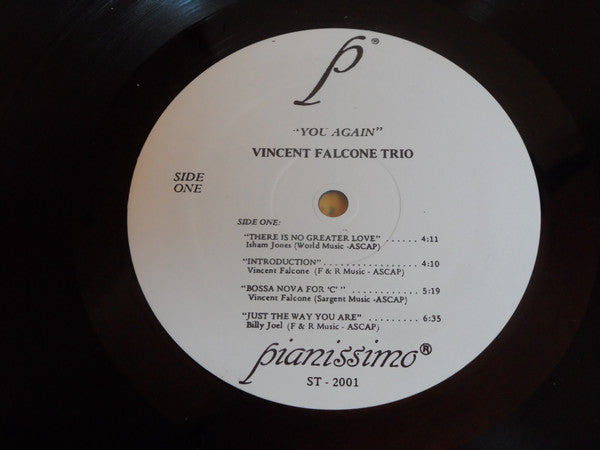 p®
"YOU AGAIN"
VINCENT FALCONE TRIO
SIDE
ONE
SIDE ONE:
"THERE IS NO GREATER LOVE" ...... 4:11
Isham Jones (World Music -ASCAP)
"INTRODUCTION" .................. 4:10
Vincent Falcone (F & R Music - ASCAP)
"BOSSA NOVA FOR 'C' " ............ 5:19
Vincent Falcone (Sargent Music -ASCAP)
"JUST THE WAY YOU ARE" ......... 6:35
Billy Joel (F & R Music - ASCAP)
pianissimo®
ST - 2001